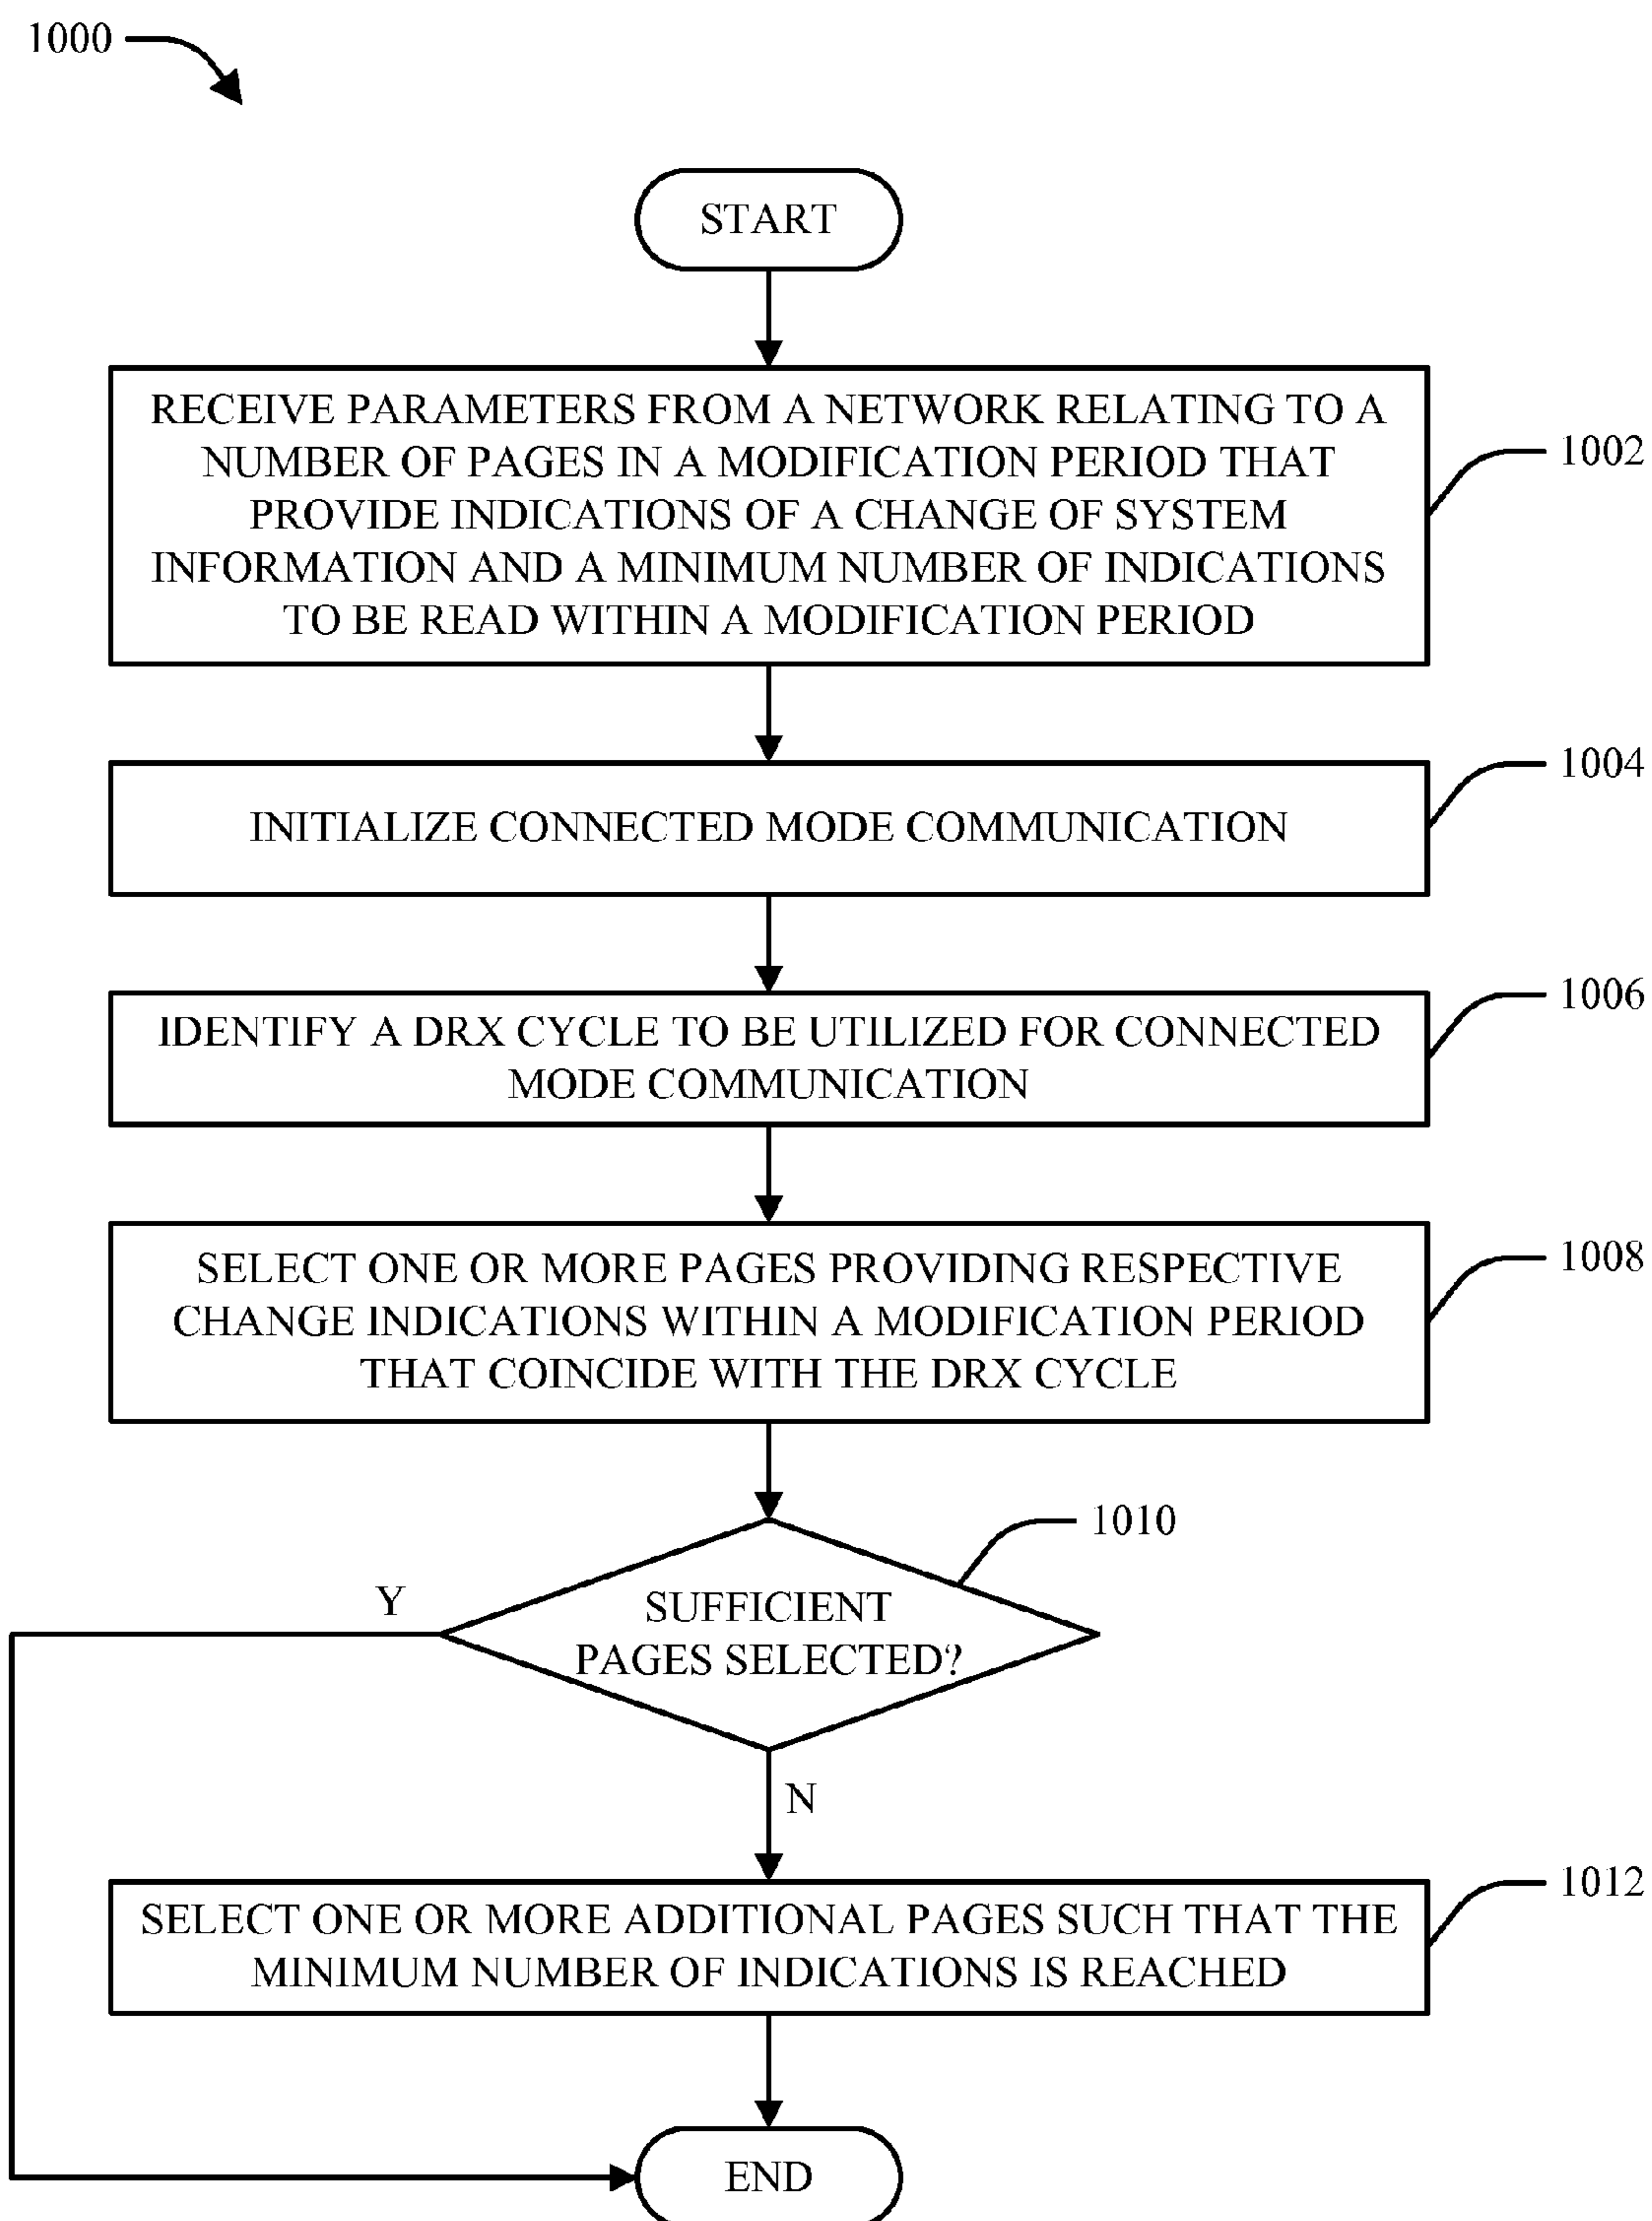 1000
START
RECEIVE PARAMETERS FROM A NETWORK RELATING TO A
NUMBER OF PAGES IN A MODIFICATION PERIOD THAT
PROVIDE INDICATIONS OF A CHANGE OF SYSTEM
INFORMATION AND A MINIMUM NUMBER OF INDICATIONS
TO BE READ WITHIN A MODIFICATION PERIOD
1002
INITIALIZE CONNECTED MODE COMMUNICATION
1004
IDENTIFY A DRX CYCLE TO BE UTILIZED FOR CONNECTED
MODE COMMUNICATION
1006
SELECT ONE OR MORE PAGES PROVIDING RESPECTIVE
CHANGE INDICATIONS WITHIN A MODIFICATION PERIOD
THAT COINCIDE WITH THE DRX CYCLE
1008
SUFFICIENT
PAGES SELECTED?
1010
Y
N
SELECT ONE OR MORE ADDITIONAL PAGES SUCH THAT THE
MINIMUM NUMBER OF INDICATIONS IS REACHED
1012
END